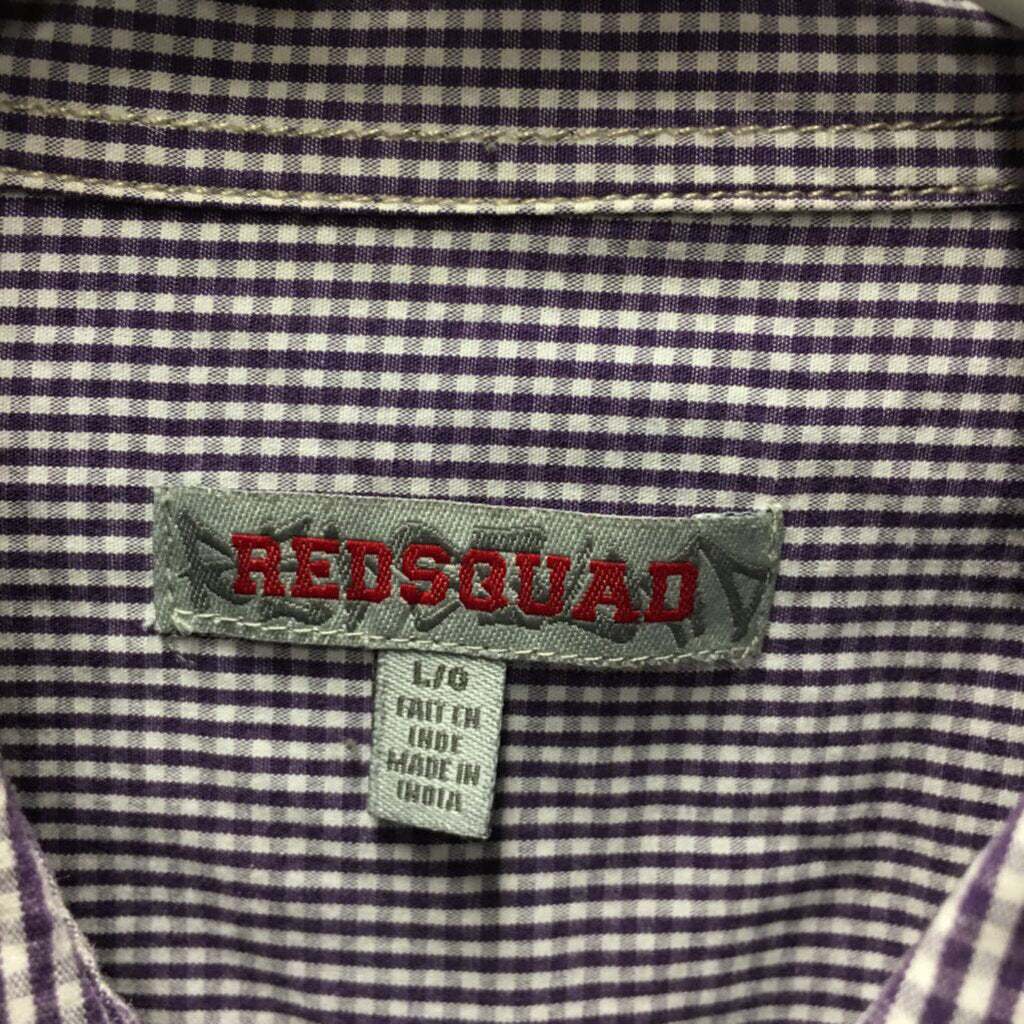 REDSQUAD
L/G
FAIT EN
INDE
MADE IN
INDIA